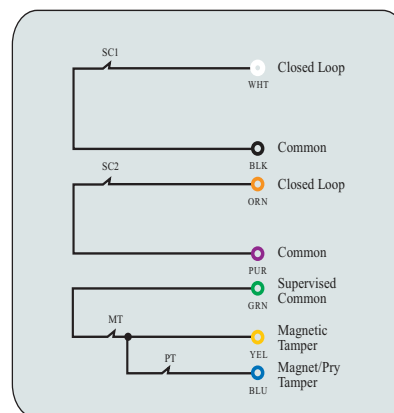 SC1
Closed Loop
WHT
Common
BLK
SC2
Closed Loop
ORN
Common
PUR
Supervised
Common
GRN
MT
Magnetic
Tamper
YEL
PT
Magnet/Pry
Tamper
BLU